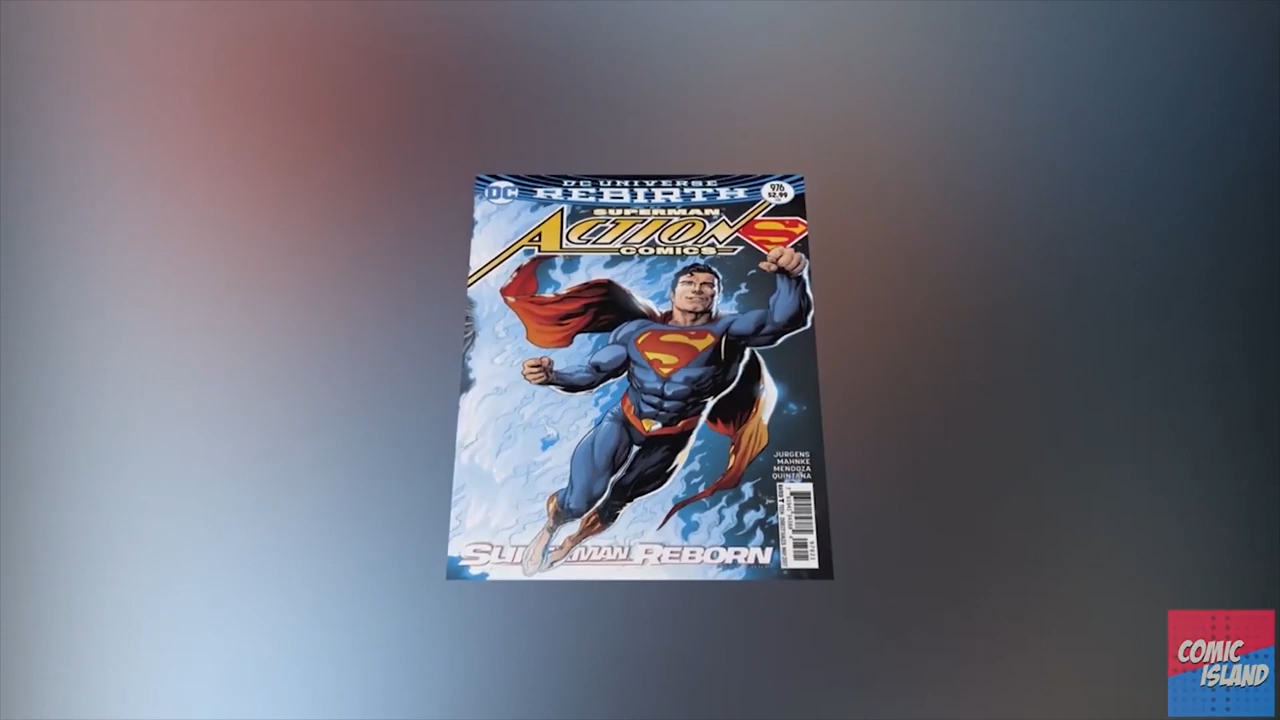 DC
DC UNIVERSE
REBIRTH
976
$2.99
SUPERMAN
ACTION
COMICS
JURGENS
MAHNKE
MENDOZA
QUINTANA
SUPERMAN REBORN
COMIC
ISLAND